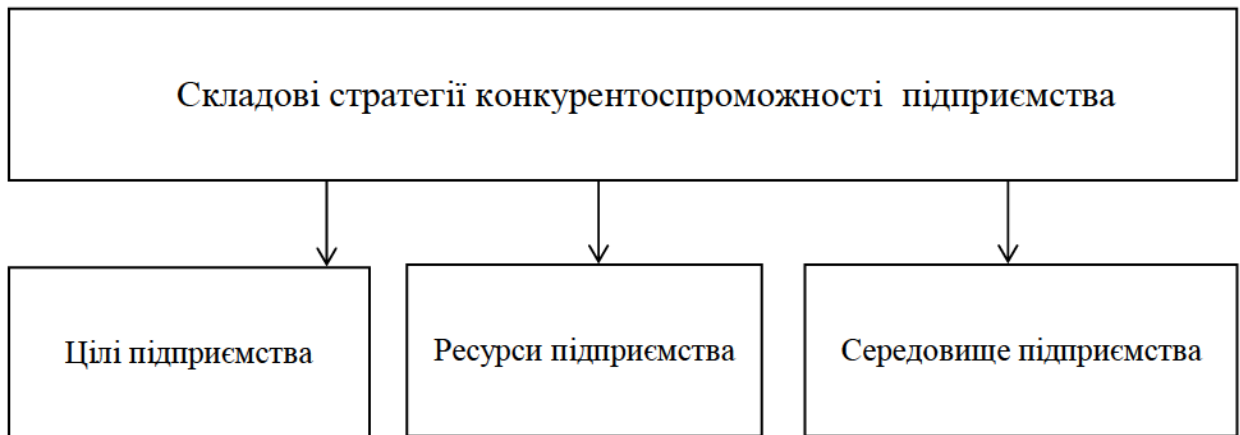 Складові стратегії конкурентоспроможності підприємства
Цілі підприємства
Ресурси підприємства
Середовище підприємства